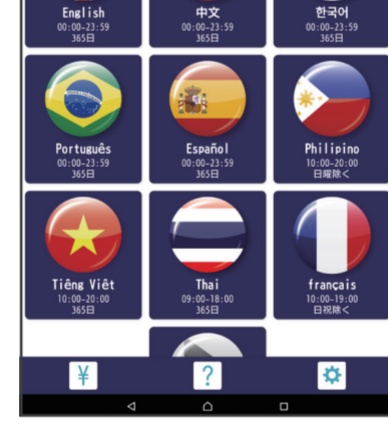 English
00:00-23:59
365日
中文
00:00-23:59
365日
한국어
00:00-23:59
365日
Português
00:00-23:59
365日
Español
00:00-23:59
365日
Philipino
10:00-20:00
日曜除く
Tiêng Viêt
10:00-20:00
365日
Thai
09:00-18:00
365日
français
10:00-19:00
日祝除く
¥
?